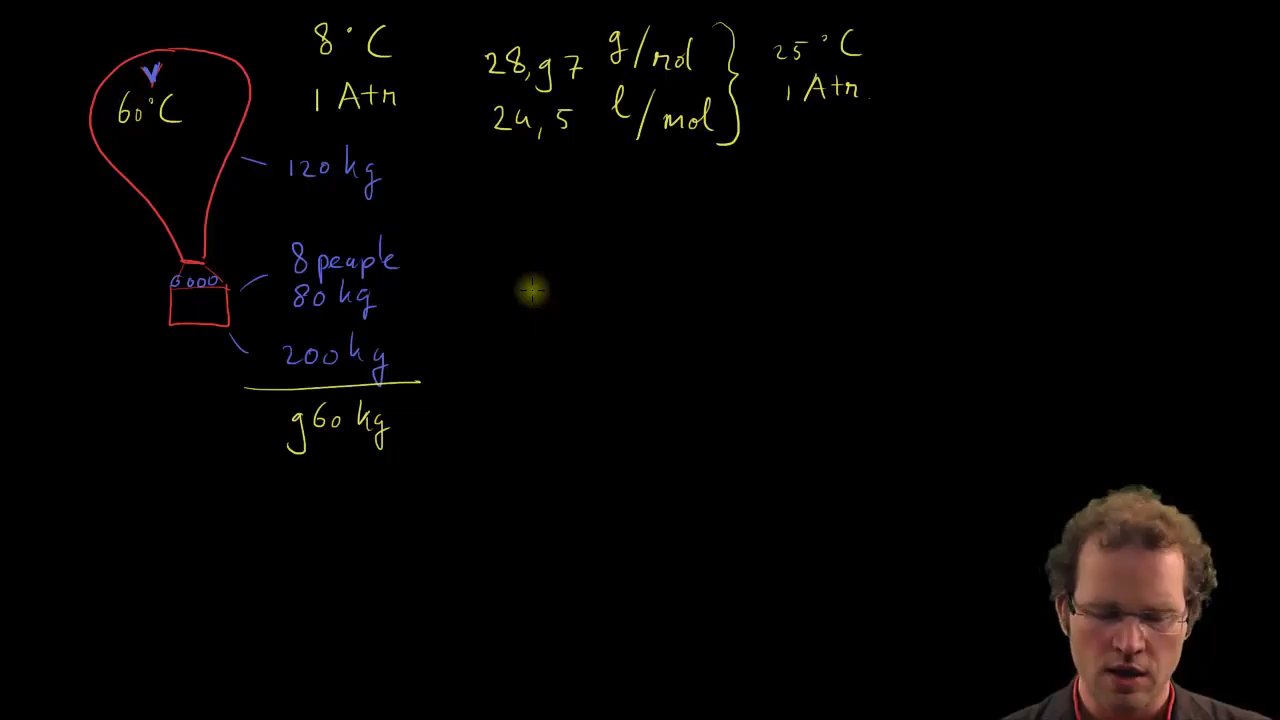 V
60°C
8°C
1 Atm
120 kg
8 people
80 kg
200 kg
960 kg
28,97 g/mol
24,5 l/mol
25°C
1 Atm.